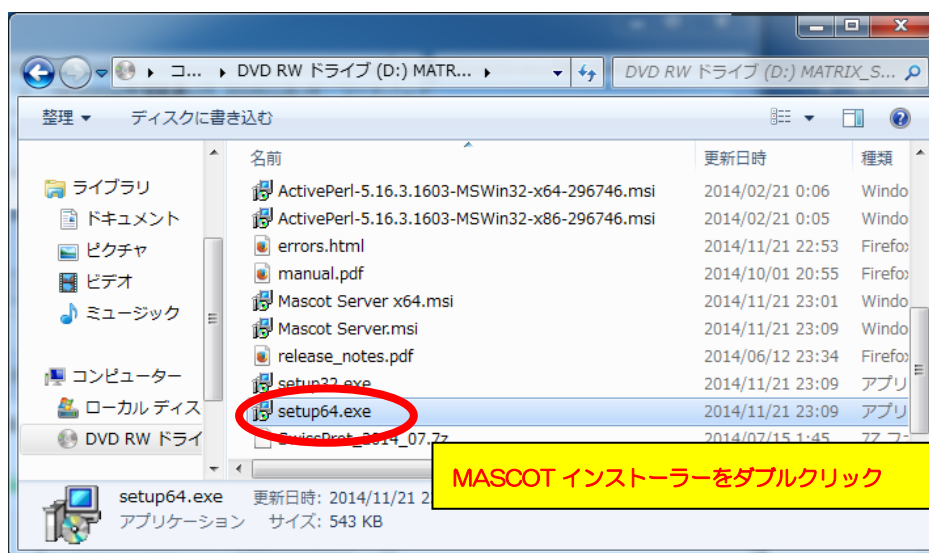 コ... ▸ DVD RW ドライブ (D:) MATR... ▸
DVD RW ドライブ (D:) MATRIX_S...
整理 ▼ ディスクに書き込む
名前 更新日時 種類
ライブラリ
ドキュメント
ピクチャ
ビデオ
ミュージック
コンピューター
ローカル ディス
DVD RW ドライ
ActivePerl-5.16.3.1603-MSWin32-x64-296746.msi 2014/02/21 0:06 Windo
ActivePerl-5.16.3.1603-MSWin32-x86-296746.msi 2014/02/21 0:05 Windo
errors.html 2014/11/21 22:53 Firefo
manual.pdf 2014/10/01 20:55 Firefo
Mascot Server x64.msi 2014/11/21 23:01 Windo
Mascot Server.msi 2014/11/21 23:09 Windo
release_notes.pdf 2014/06/12 23:34 Firefo
setup32.exe 2014/11/21 23:09 アプリ
setup64.exe 2014/11/21 23:09 アプリ
SwissProt_2014_07.7z 2014/07/15 1:45 7Z フ
MASCOT インストーラーをダブルクリック
setup64.exe 更新日時: 2014/11/21 2
アプリケーション サイズ: 543 KB